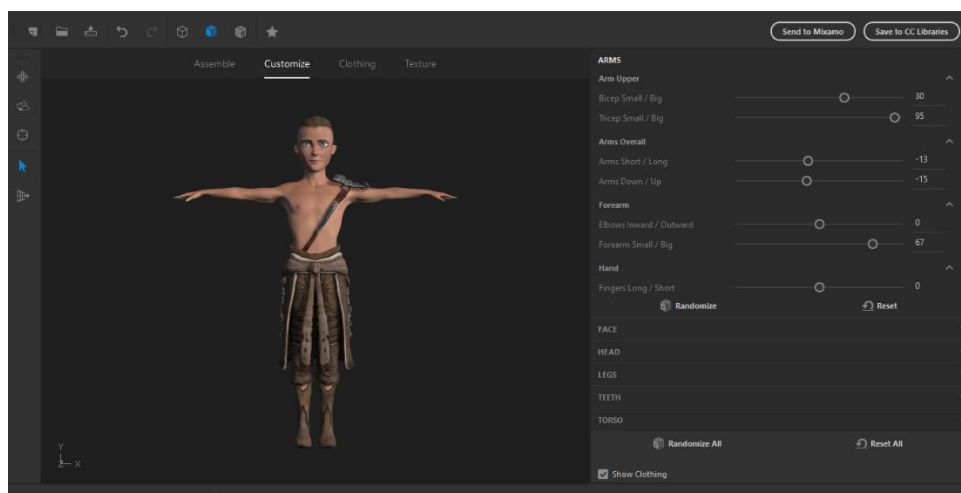 Send to Mixamo
Save to CC Libraries
Assemble
Customize
Clothing
Texture
ARMS
Arm Upper
Bicep Small / Big 30
Tricep Small / Big 95
Arms Overall
Arms Short / Long -13
Arms Down / Up -15
Forearm
Elbows Inward / Outward 0
Forearm Small / Big 67
Hand
Fingers Long / Short 0
Randomize
Reset
FACE
HEAD
LEGS
TEETH
TORSO
Randomize All
Reset All
Show Clothing
Y
Z X